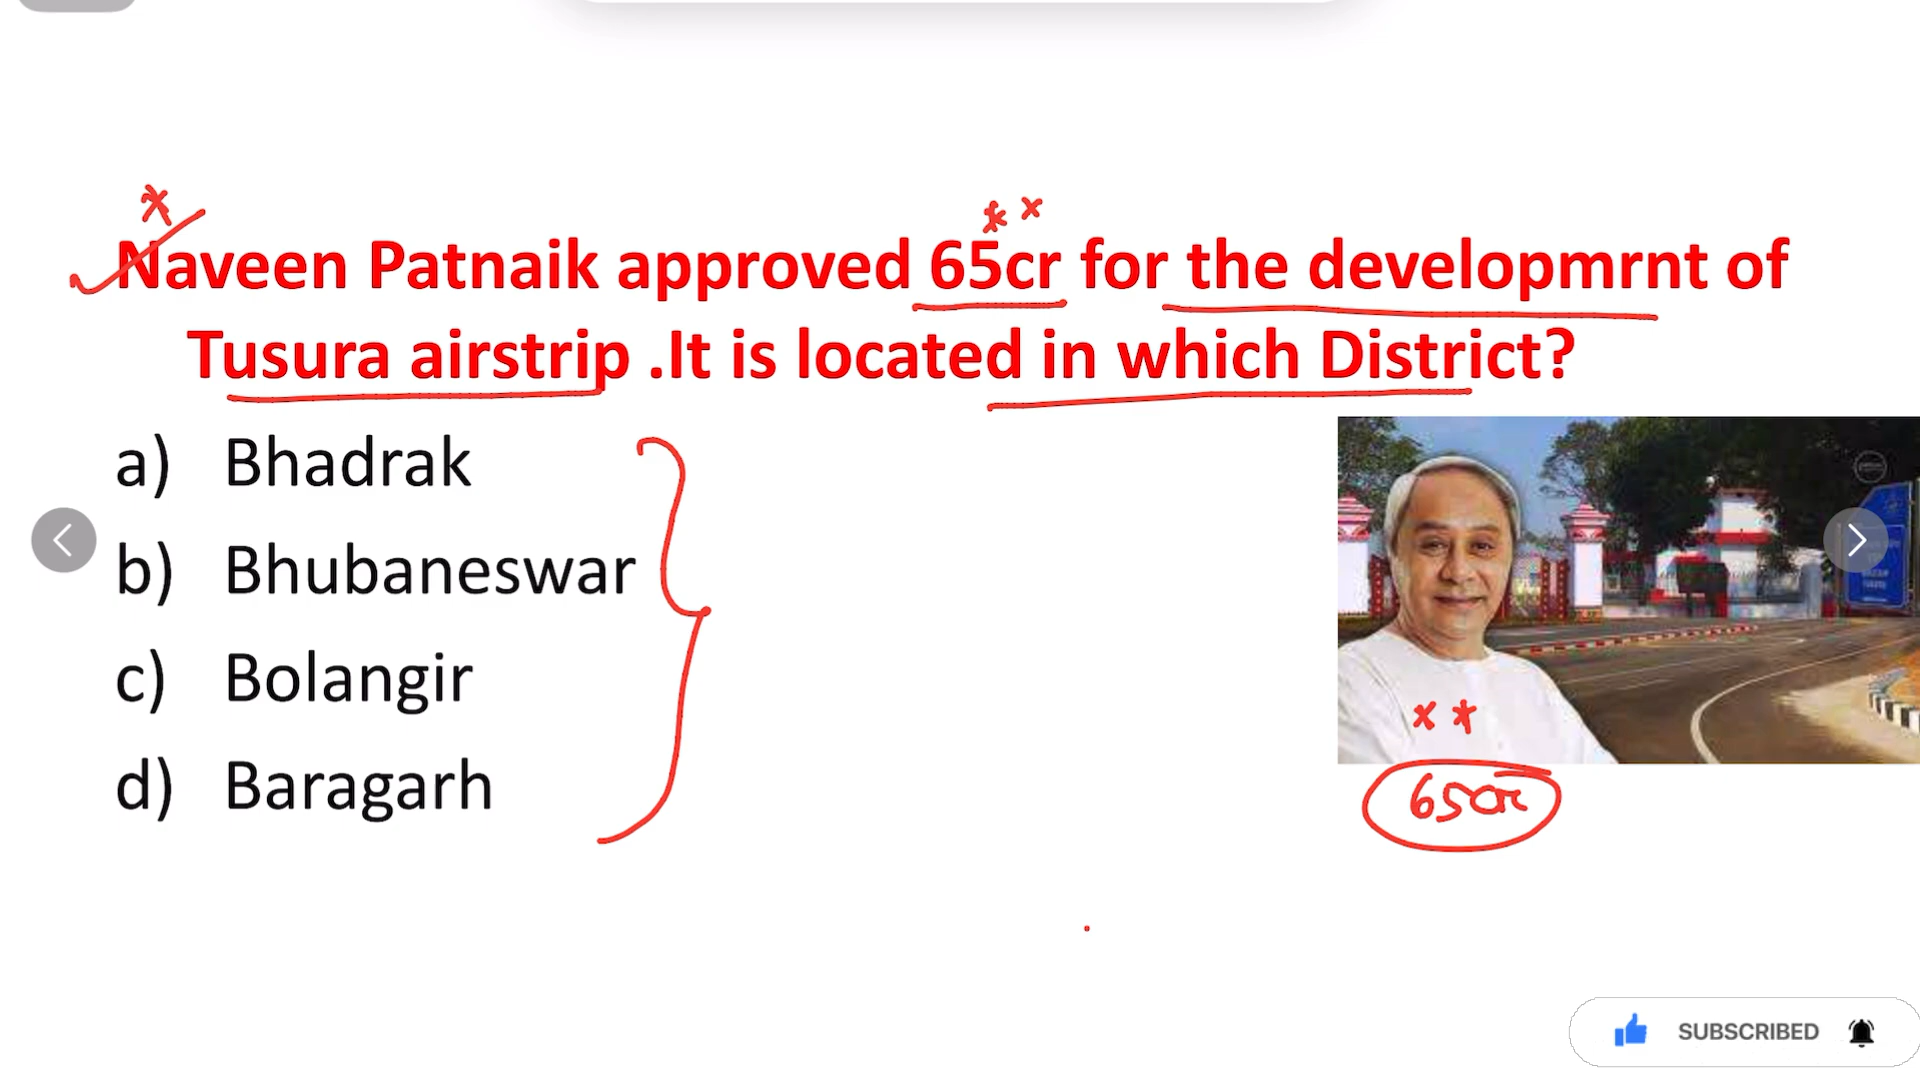 Naveen Patnaik approved 65cr for the developmrnt of
Tusura airstrip .It is located in which District?
a) Bhadrak
b) Bhubaneswar
c) Bolangir
d) Baragarh
65cr
SUBSCRIBED